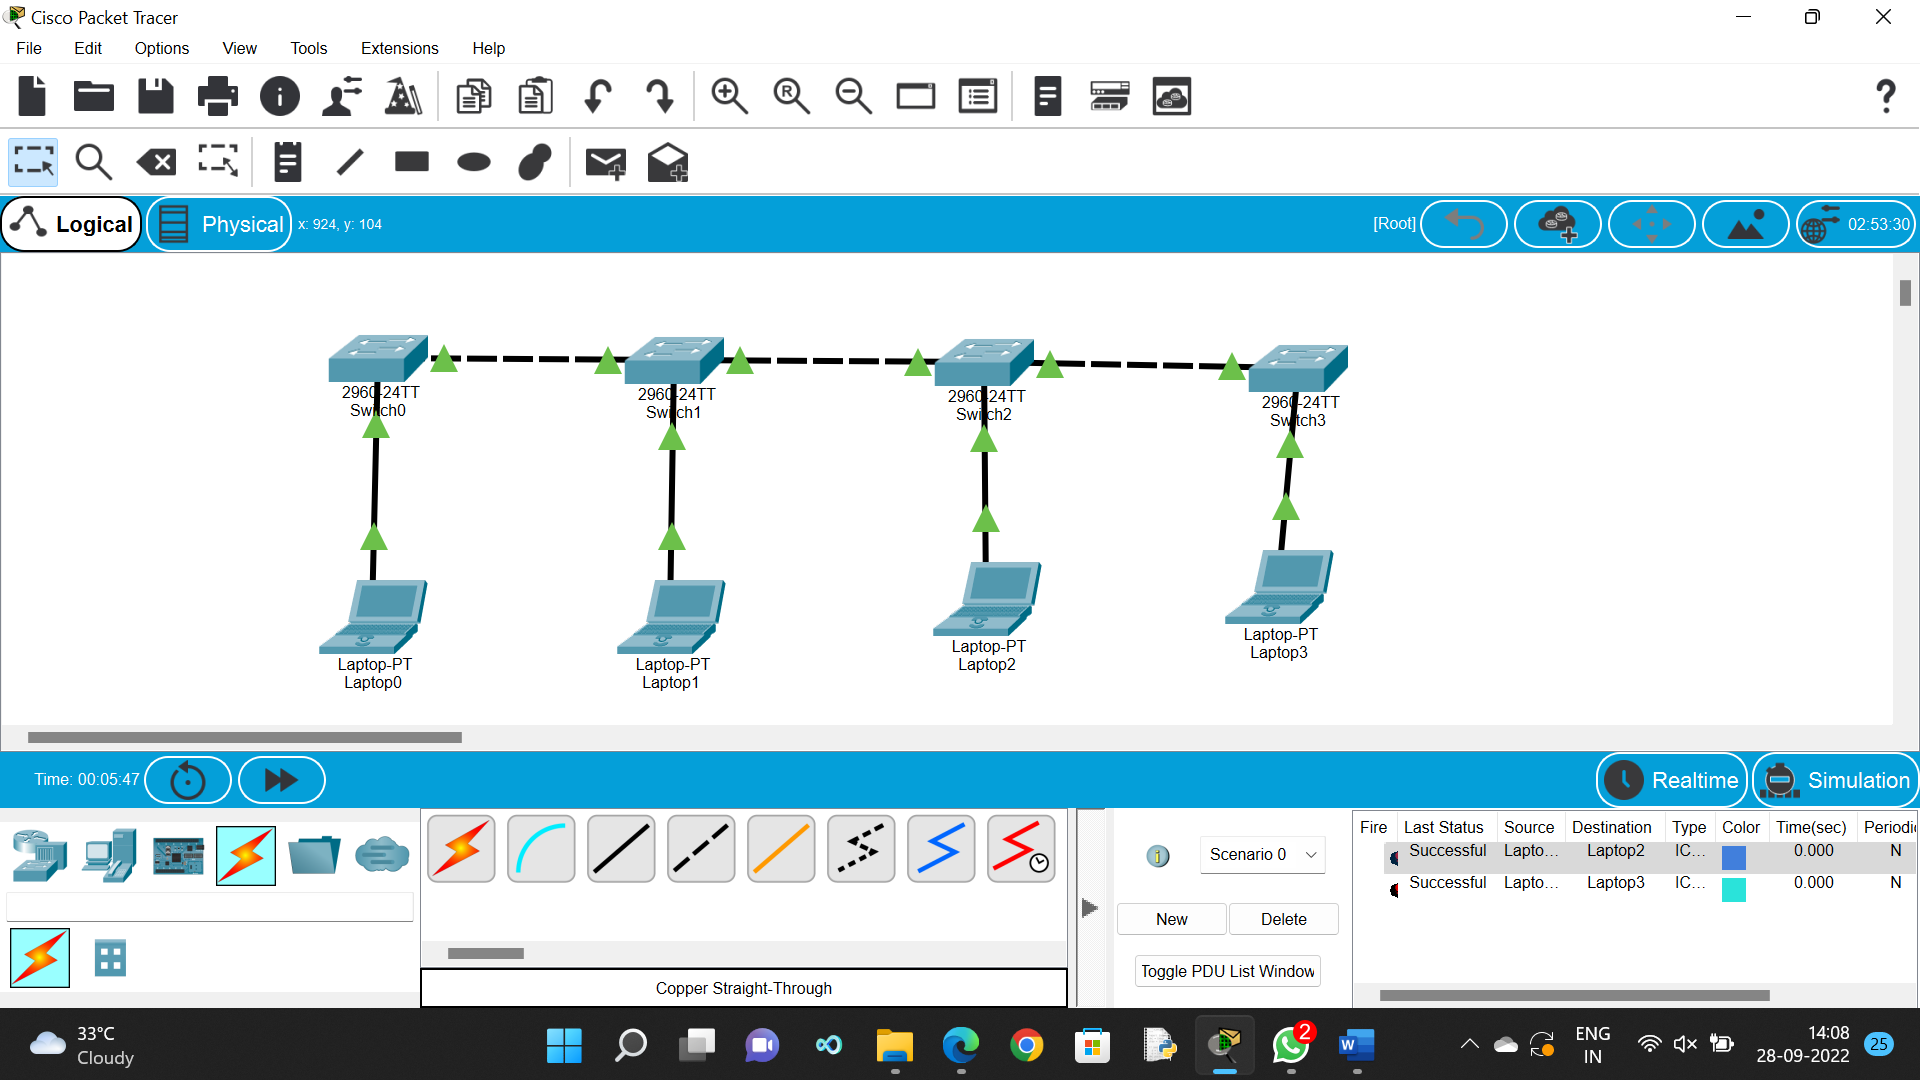 Cisco Packet Tracer
File Edit Options View Tools Extensions Help
Logical Physical x: 924, y: 104 [Root] 02:53:30
2960-24TT
Switch0
2960-24TT
Switch1
2960-24TT
Switch2
2960-24TT
Switch3
Laptop-PT
Laptop0
Laptop-PT
Laptop1
Laptop-PT
Laptop2
Laptop-PT
Laptop3
Time: 00:05:47 Realtime Simulation
Copper Straight-Through
Scenario 0
New Delete
Toggle PDU List Window
Fire Last Status Source Destination Type Color Time(sec) Periodi
Successful Lapto... Laptop2 IC... 0.000 N
Successful Lapto... Laptop3 IC... 0.000 N
33°C
Cloudy
2
ENG
IN
14:08
28-09-2022
25